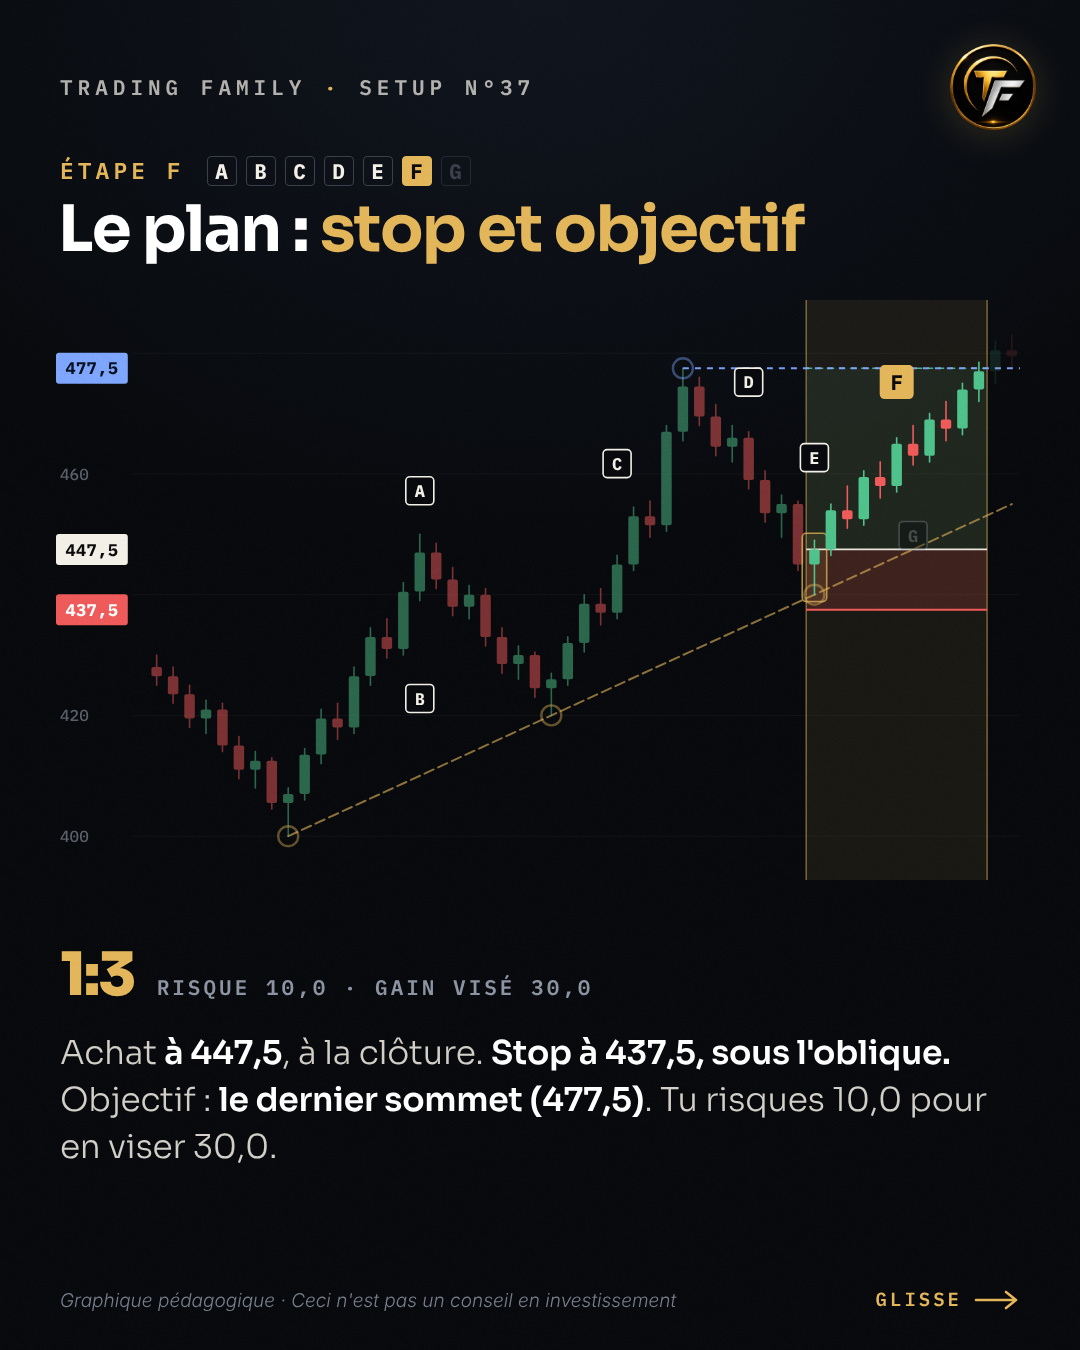 TRADING FAMILY · SETUP N°37
TF
ÉTAPE F A B C D E F G
Le plan : stop et objectif
477,5
D
F
E
C
460
A
G
447,5
437,5
B
420
400
1:3 RISQUE 10,0 · GAIN VISÉ 30,0
Achat à 447,5, à la clôture. Stop à 437,5, sous l'oblique.
Objectif : le dernier sommet (477,5). Tu risques 10,0 pour
en viser 30,0.
Graphique pédagogique · Ceci n'est pas un conseil en investissement
GLISSE →